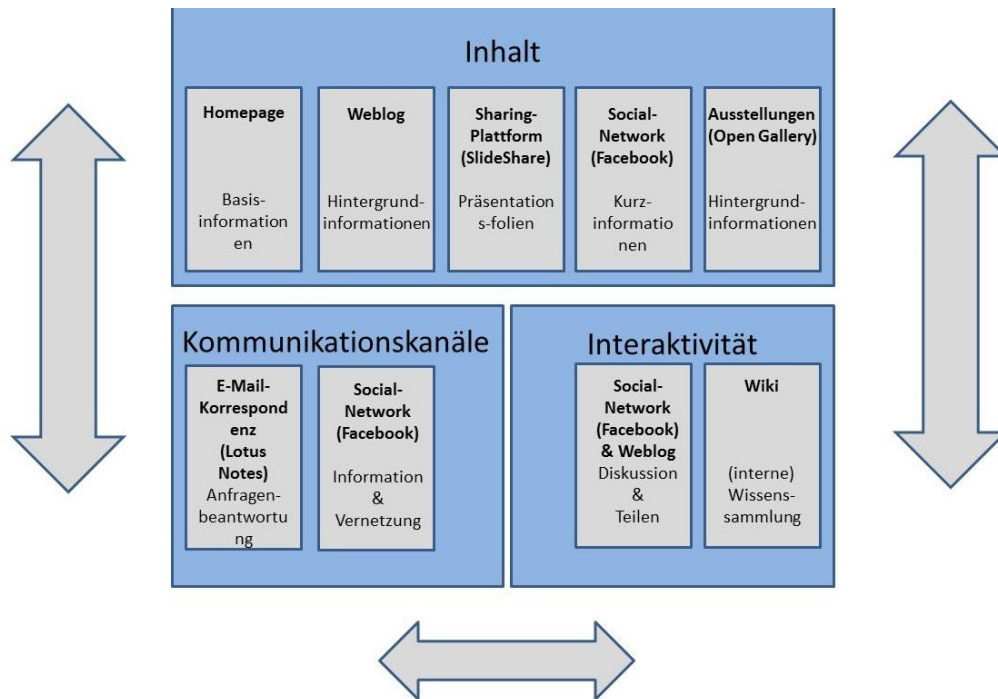 Inhalt
Homepage
Basis-
information
en
Weblog
Hintergrund-
informationen
Sharing-
Plattform
(SlideShare)
Präsentation
s-folien
Social-
Network
(Facebook)
Kurz-
informatio
nen
Ausstellungen
(Open Gallery)
Hintergrund-
informationen
Kommunikationskanäle
E-Mail-
Korrespond
enz
(Lotus
Notes)
Anfragen-
beantwortu
ng
Social-
Network
(Facebook)
Information
&
Vernetzung
Interaktivität
Social-
Network
(Facebook)
& Weblog
Diskussion
&
Teilen
Wiki
(interne)
Wissens-
sammlung